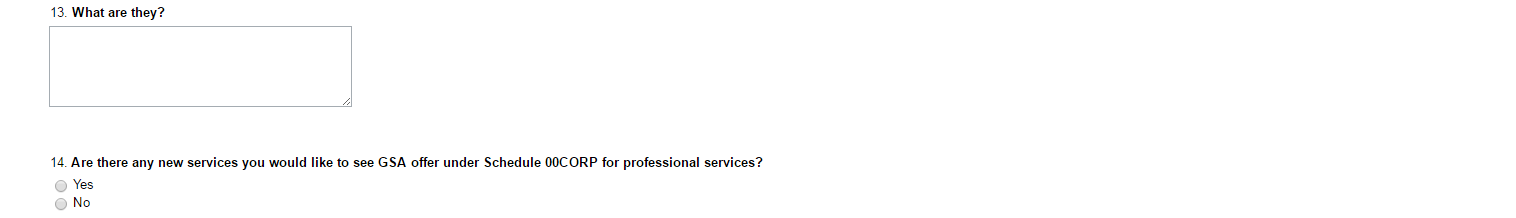 13. What are they?
14. Are there any new services you would like to see GSA offer under Schedule 00CORP for professional services?
Yes
No